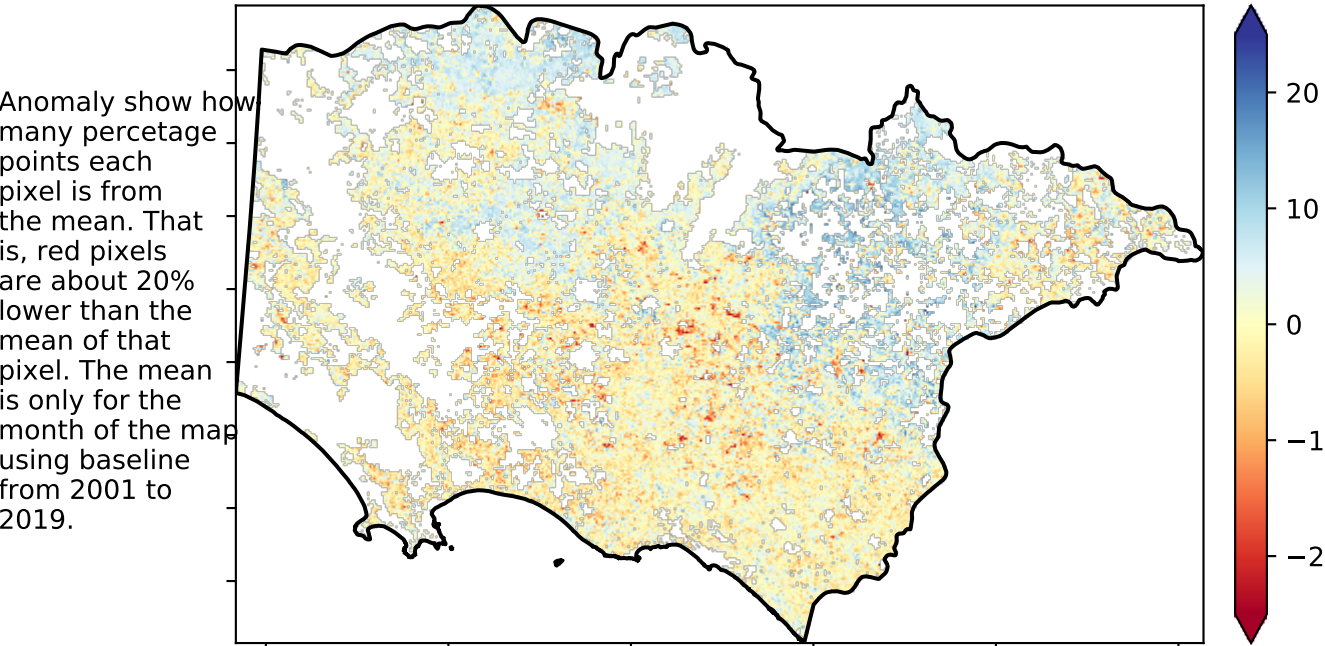 Anomaly show how
many percetage
points each
pixel is from
the mean. That
is, red pixels
are about 20%
lower than the
mean of that
pixel. The mean
is only for the
month of the map
using baseline
from 2001 to
2019.
20
10
0
−1
−2